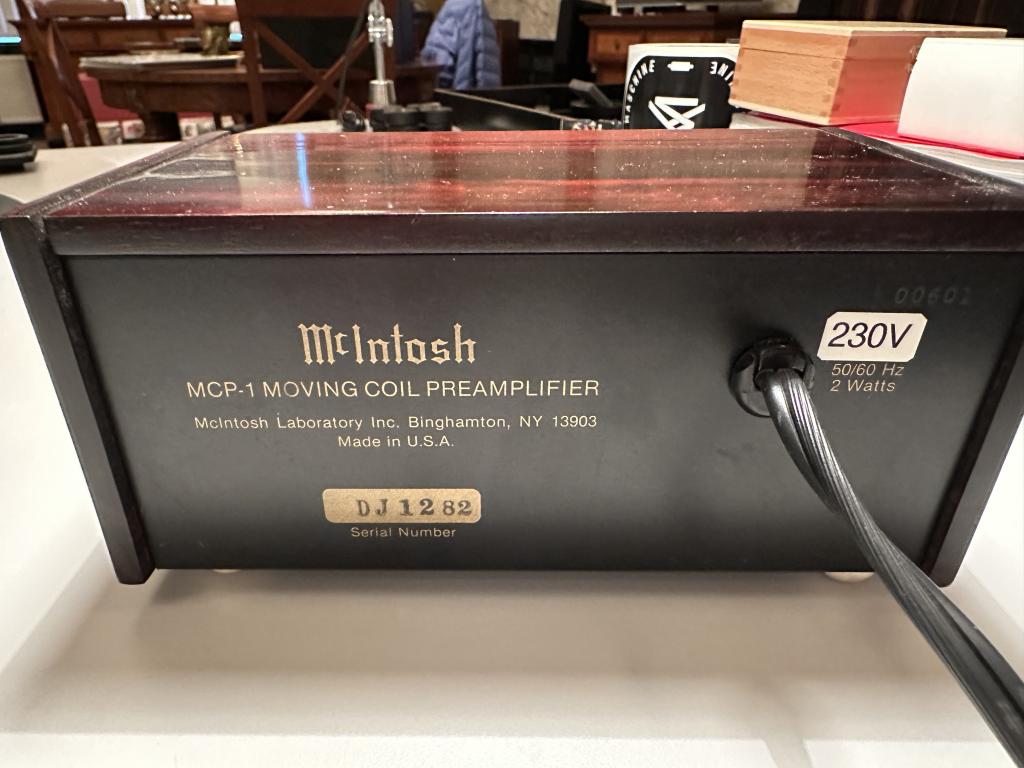 MASCHINE
00601
McIntosh
230V
MCP-1 MOVING COIL PREAMPLIFIER
50/60 Hz
2 Watts
McIntosh Laboratory Inc. Binghamton, NY 13903
Made in U.S.A.
DJ 1282
Serial Number